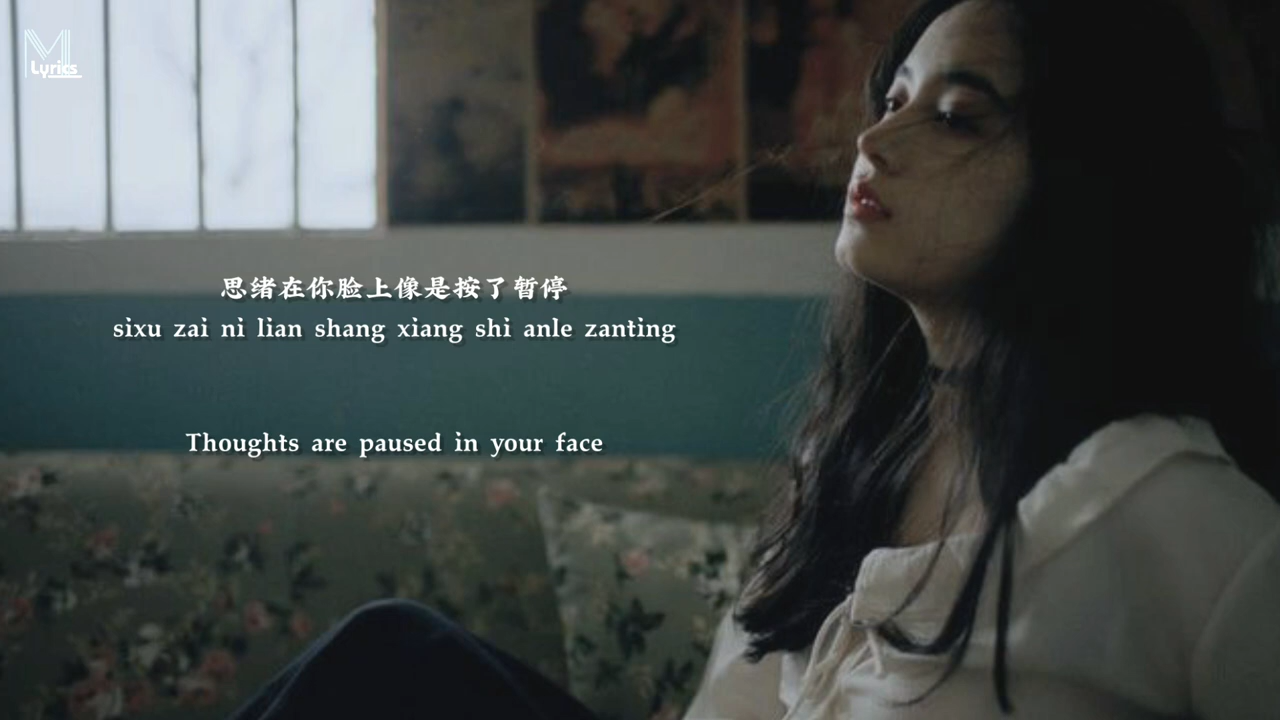 M
Lyrics
思绪在你脸上像是按了暂停
sixu zai ni lian shang xiang shi anle zanting
Thoughts are paused in your face